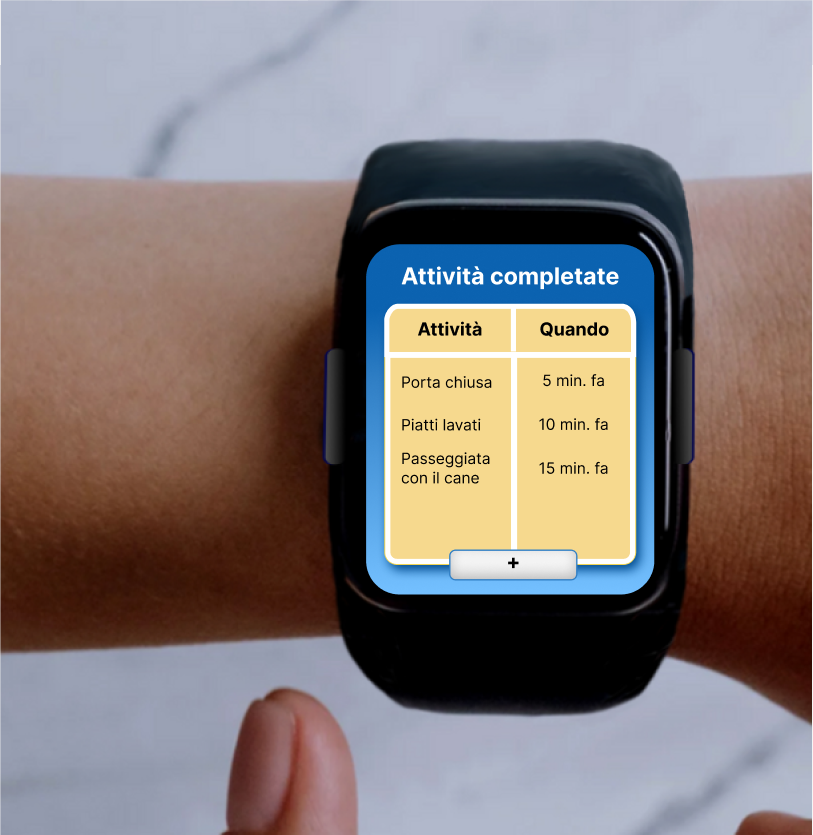 Attività completate
Attività Quando
Porta chiusa 5 min. fa
Piatti lavati 10 min. fa
Passeggiata
con il cane 15 min. fa
+